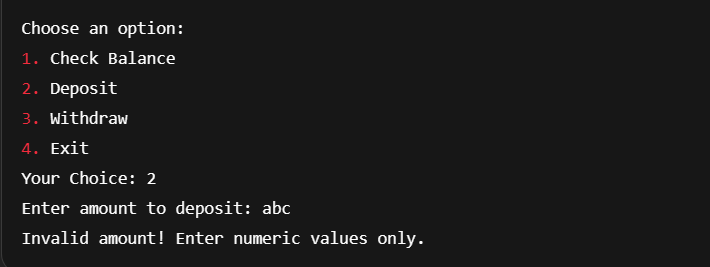 Choose an option:
1. Check Balance
2. Deposit
3. Withdraw
4. Exit
Your Choice: 2
Enter amount to deposit: abc
Invalid amount! Enter numeric values only.